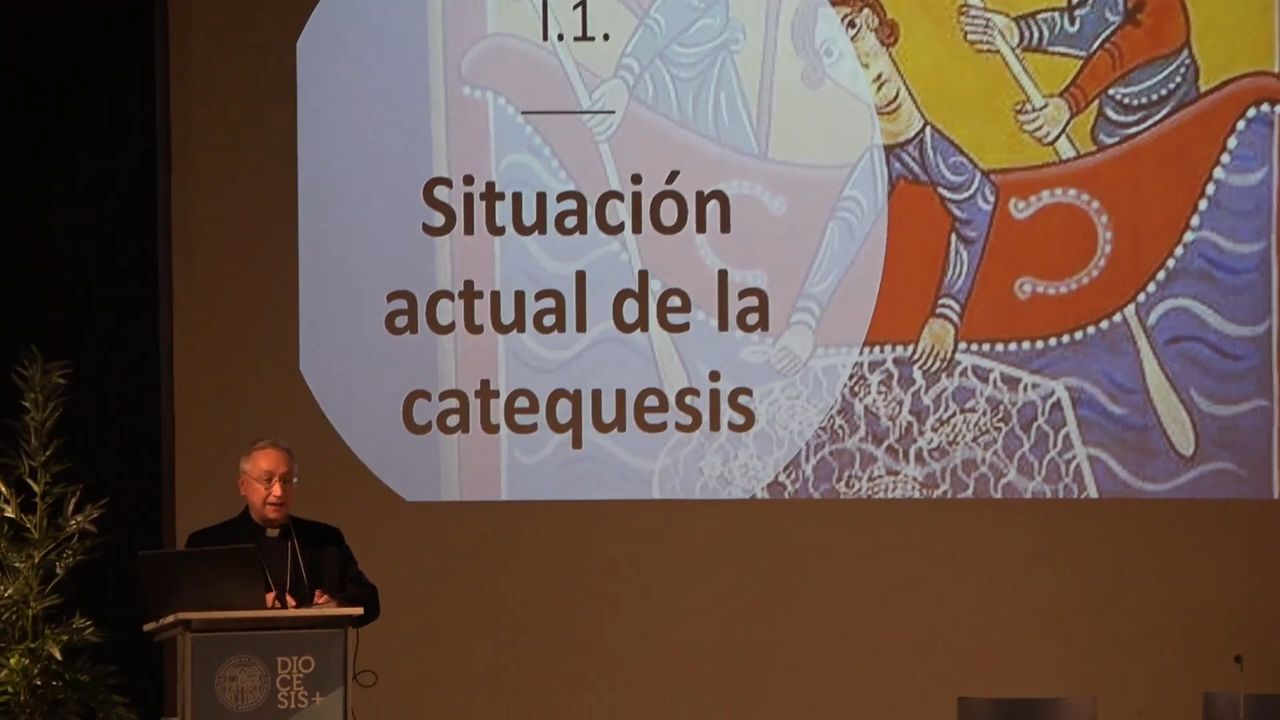 I.1.
Situación
actual de la
catequesis
DIO
CE
SIS+